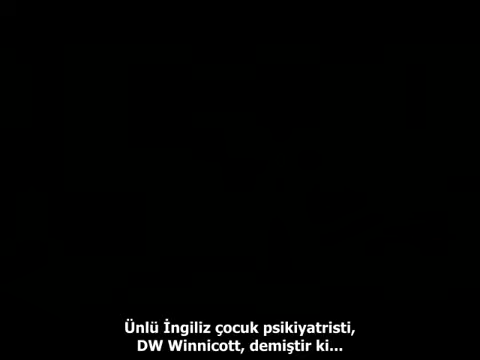 Ünlü İngiliz çocuk psikiyatristi,
DW Winnicott, demiştir ki...